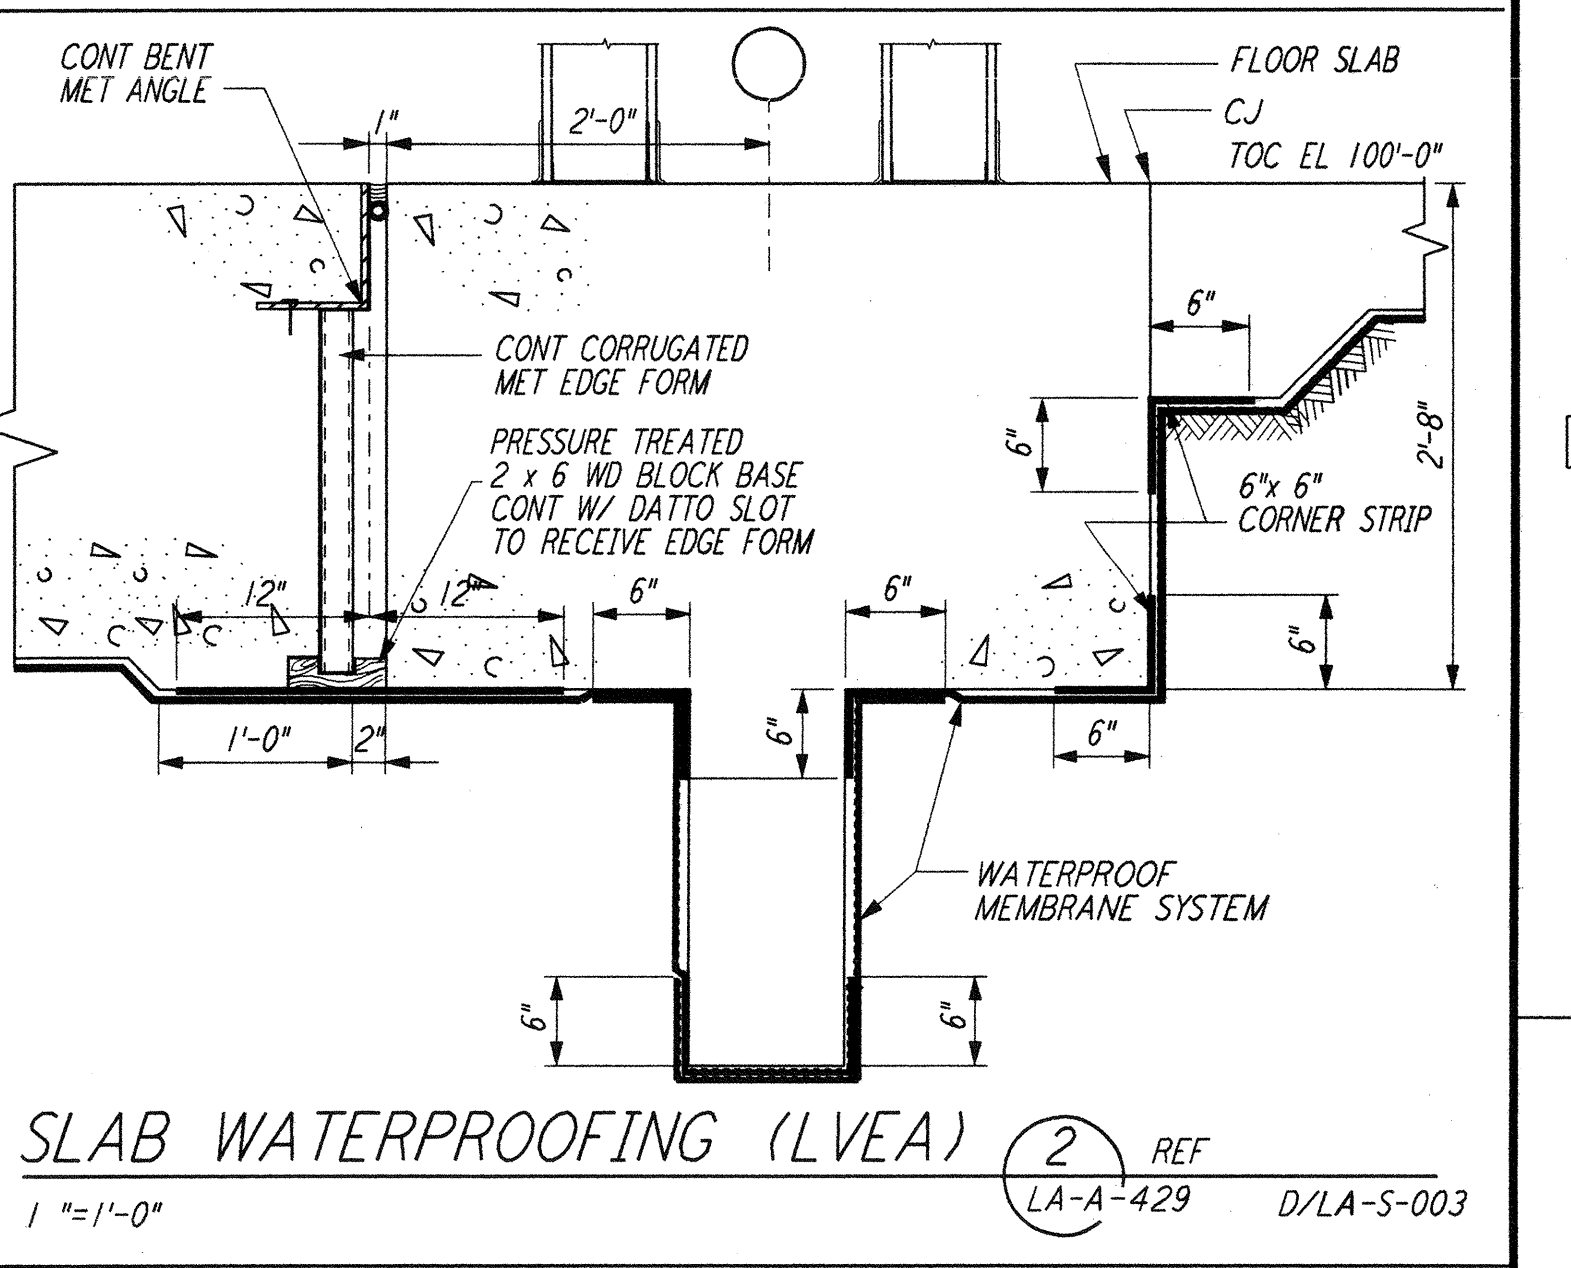 CONT BENT
MET ANGLE
1"
2'-0"
FLOOR SLAB
CJ
TOC EL 100'-0"
6"
CONT CORRUGATED
MET EDGE FORM
6"
2'-8"
PRESSURE TREATED
2 x 6 WD BLOCK BASE
CONT W/ DATTO SLOT
TO RECEIVE EDGE FORM
6"x 6"
CORNER STRIP
12"
12"
6"
6"
6"
1'-0"
2"
6"
6"
WATERPROOF
MEMBRANE SYSTEM
6"
6"
SLAB WATERPROOFING (LVEA)
2
REF
1 "=1'-0"
LA-A-429
D/LA-S-003